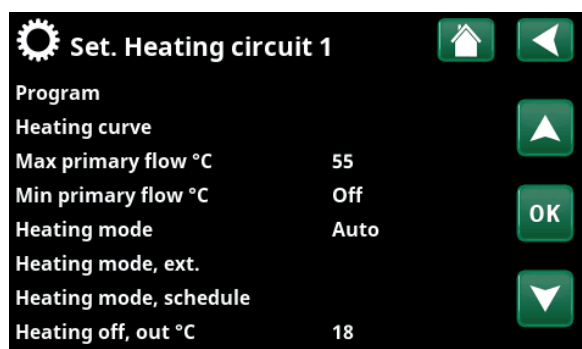 Set. Heating circuit 1
Program
Heating curve
Max primary flow °C 55
Min primary flow °C Off
Heating mode Auto
OK
Heating mode, ext.
Heating mode, schedule
Heating off, out °C 18